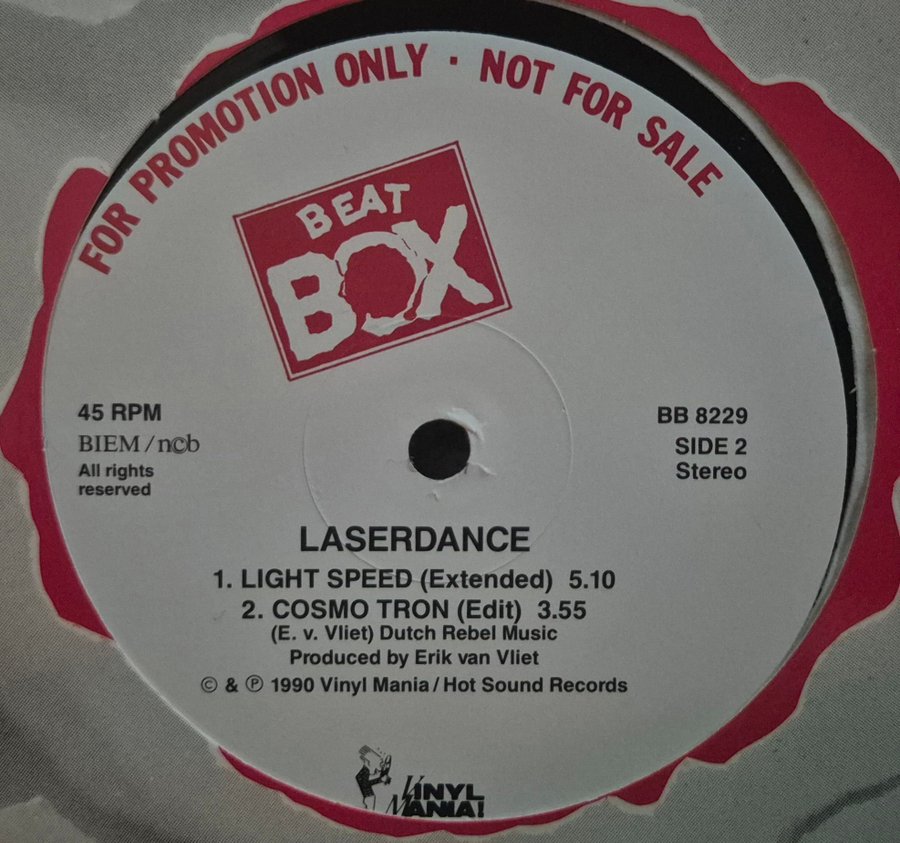 FOR PROMOTION ONLY · NOT FOR SALE
BEAT
BOX
45 RPM
BIEM/n©b
All rights
reserved
BB 8229
SIDE 2
Stereo
LASERDANCE
1. LIGHT SPEED (Extended) 5.10
2. COSMO TRON (Edit) 3.55
(E. v. Vliet) Dutch Rebel Music
Produced by Erik van Vliet
© & ℗ 1990 Vinyl Mania/Hot Sound Records
VINYL
MANIA!